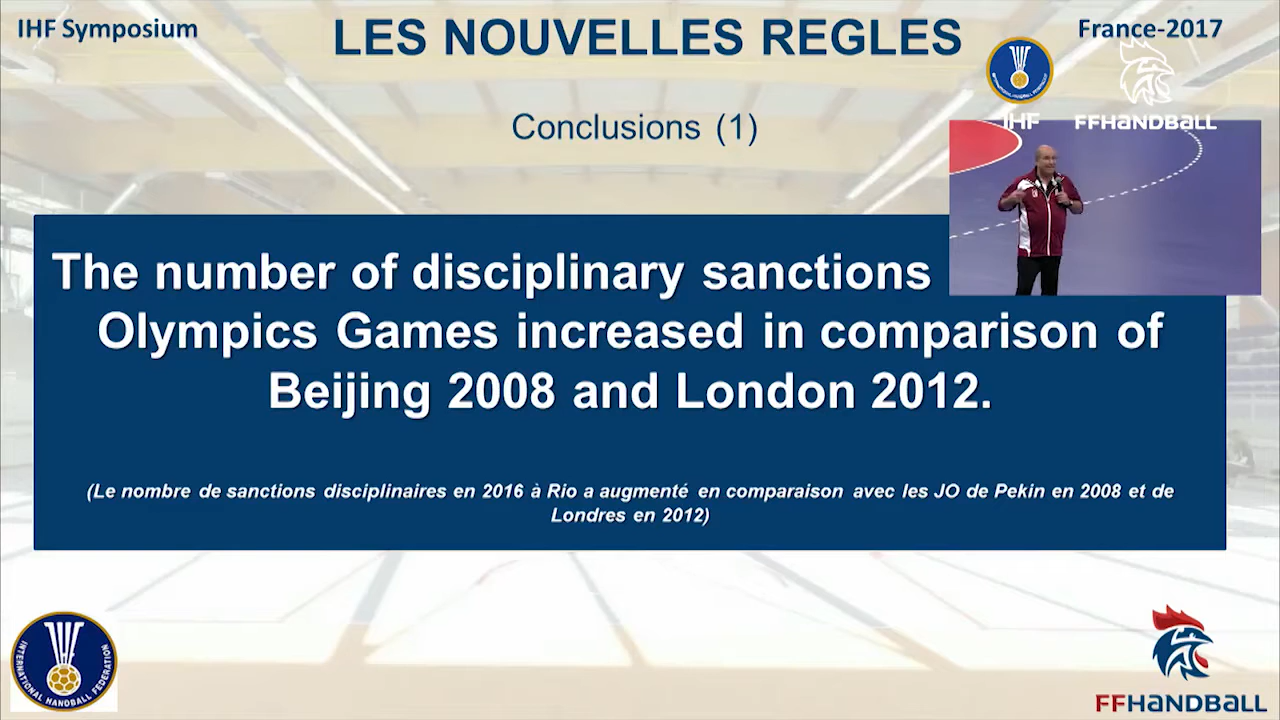 IHF Symposium
LES NOUVELLES REGLES
France-2017
Conclusions (1)
IHF
FFHANDBALL
The number of disciplinary sanctions
Olympics Games increased in comparison of
Beijing 2008 and London 2012.
(Le nombre de sanctions disciplinaires en 2016 à Rio a augmenté en comparaison avec les JO de Pekin en 2008 et de
Londres en 2012)
INTERNATIONAL HANDBALL FEDERATION
FFHANDBALL